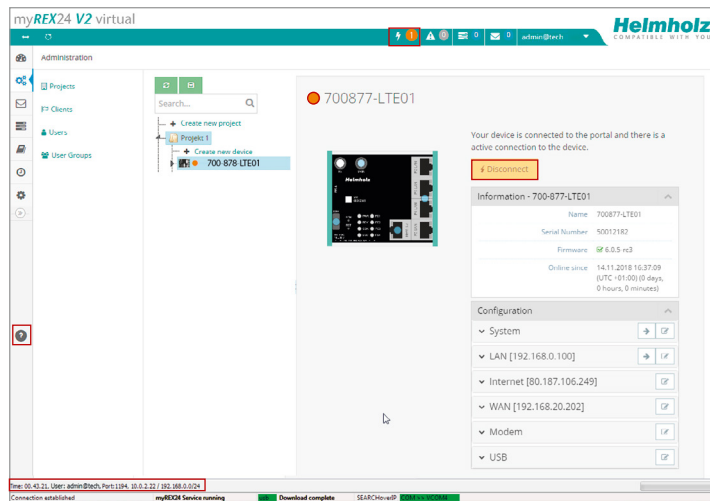 myREX24 V2 virtual
Helmholz
COMPATIBLE WITH YOU
1
0
0
0
admin@tech
Administration
Projects
Clients
Users
User Groups
Search...
Create new project
Projekt 1
Create new device
700-878-LTE01
700877-LTE01
Helmholz
Your device is connected to the portal and there is a
active connection to the device.
Disconnect
Information - 700-877-LTE01
Name 700877-LTE01
Serial Number 50012182
Firmware 6.0.5 rc3
Online since 14.11.2018 16:37:09
(UTC +01:00) (0 days,
0 hours, 0 minutes)
Configuration
System
LAN [192.168.0.100]
Internet [80.187.106.249]
WAN [192.168.20.202]
Modem
USB
Time: 00.43.21, User: admin@tech, Port:1194, 10.0.2.22 / 192.168.0.0/24
Connection established
myREX24 Service running
Download complete
SEARCHoverIP